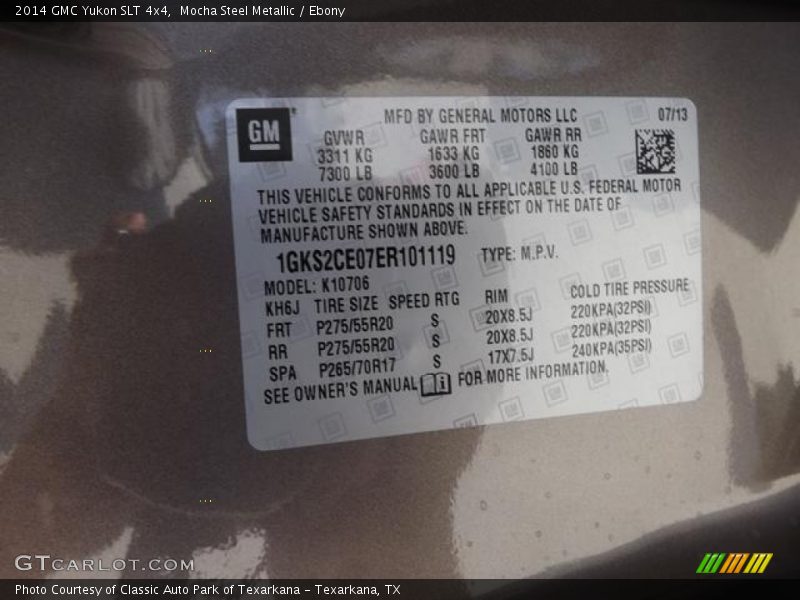 2014 GMC Yukon SLT 4x4,  Mocha Steel Metallic / Ebony
GM
MFD BY GENERAL MOTORS LLC 07/13
GVWR GAWR FRT GAWR RR
3311 KG 1633 KG 1860 KG
7300 LB 3600 LB 4100 LB
THIS VEHICLE CONFORMS TO ALL APPLICABLE U.S. FEDERAL MOTOR
VEHICLE SAFETY STANDARDS IN EFFECT ON THE DATE OF
MANUFACTURE SHOWN ABOVE.
1GKS2CE07ER101119 TYPE: M.P.V.
MODEL: K10706
KH6J TIRE SIZE SPEED RTG RIM COLD TIRE PRESSURE
FRT P275/55R20 S 20X8.5J 220KPA(32PSI)
RR P275/55R20 S 20X8.5J 220KPA(32PSI)
SPA P265/70R17 S 17X7.5J 240KPA(35PSI)
SEE OWNER'S MANUAL FOR MORE INFORMATION.
GTCARLOT.COM
Photo Courtesy of Classic Auto Park of Texarkana - Texarkana, TX